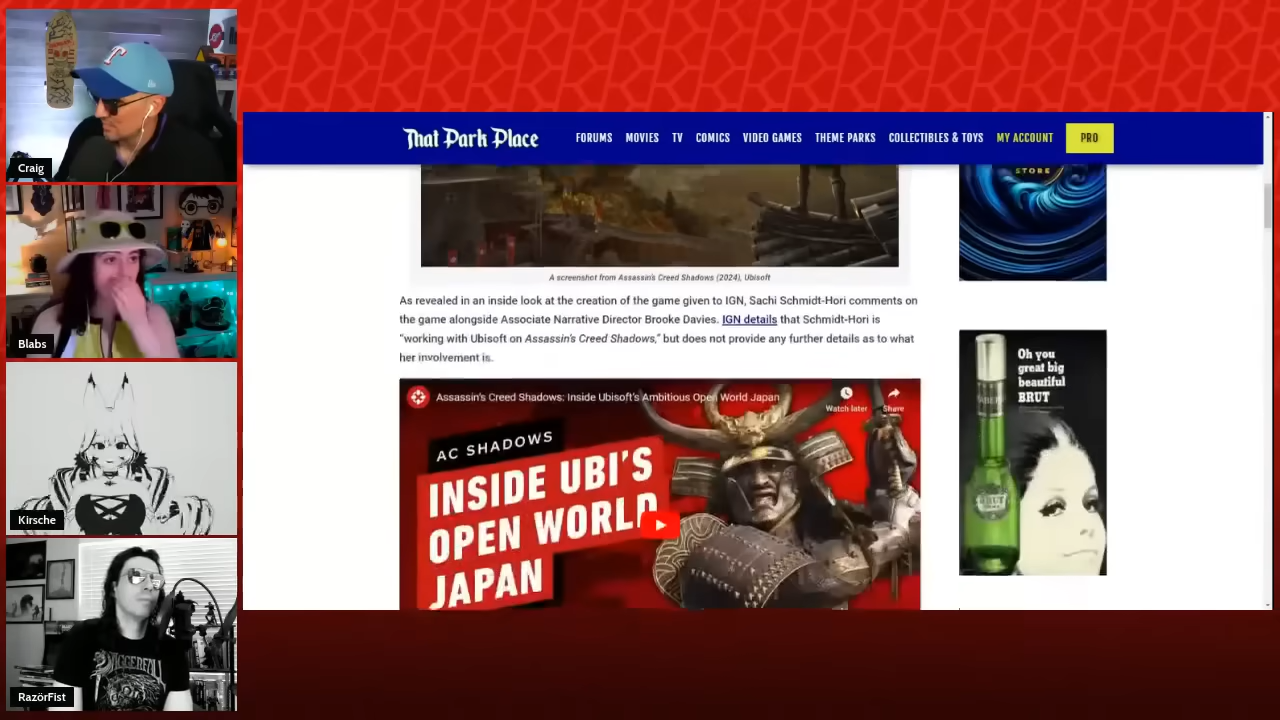 Craig
Blabs
Kirsche
RazörFist
That Park Place
FORUMS
MOVIES
TV
COMICS
VIDEO GAMES
THEME PARKS
COLLECTIBLES & TOYS
MY ACCOUNT
PRO
STORE
A screenshot from Assassin's Creed Shadows (2024), Ubisoft
As revealed in an inside look at the creation of the game given to IGN, Sachi Schmidt-Hori comments on
the game alongside Associate Narrative Director Brooke Davies. IGN details that Schmidt-Hori is
“working with Ubisoft on Assassin's Creed Shadows,” but does not provide any further details as to what
her involvement is.
Assassin's Creed Shadows: Inside Ubisoft's Ambitious Open World Japan
Watch later
Share
AC SHADOWS
INSIDE UBI'S
OPEN WORLD
JAPAN
Oh you
great big
beautiful
BRUT
BRUT
DAGGERFALL